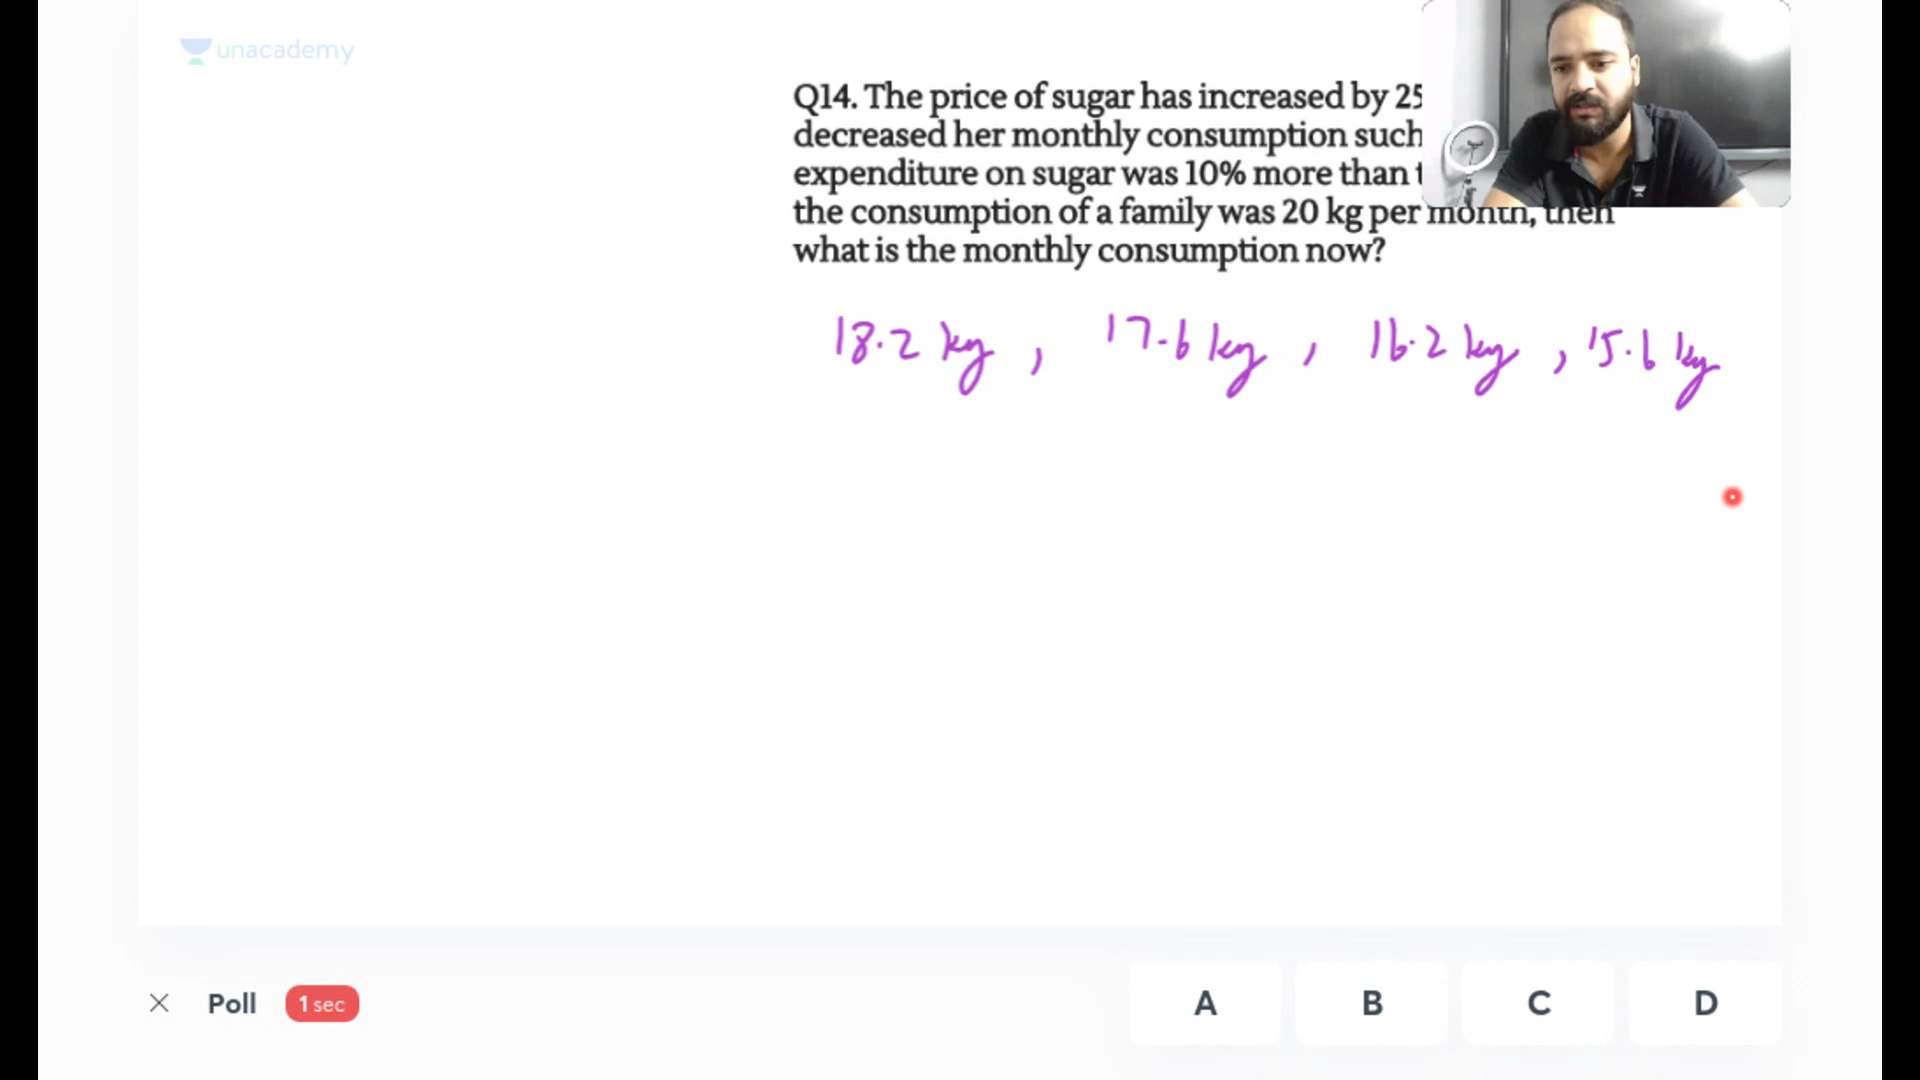 unacademy
Q14. The price of sugar has increased by 25
decreased her monthly consumption such
expenditure on sugar was 10% more than
the consumption of a family was 20 kg per month, then
what is the monthly consumption now?
18.2 kg , 17.6 kg , 16.2 kg , 15.6 kg
Poll 1 sec A B C D